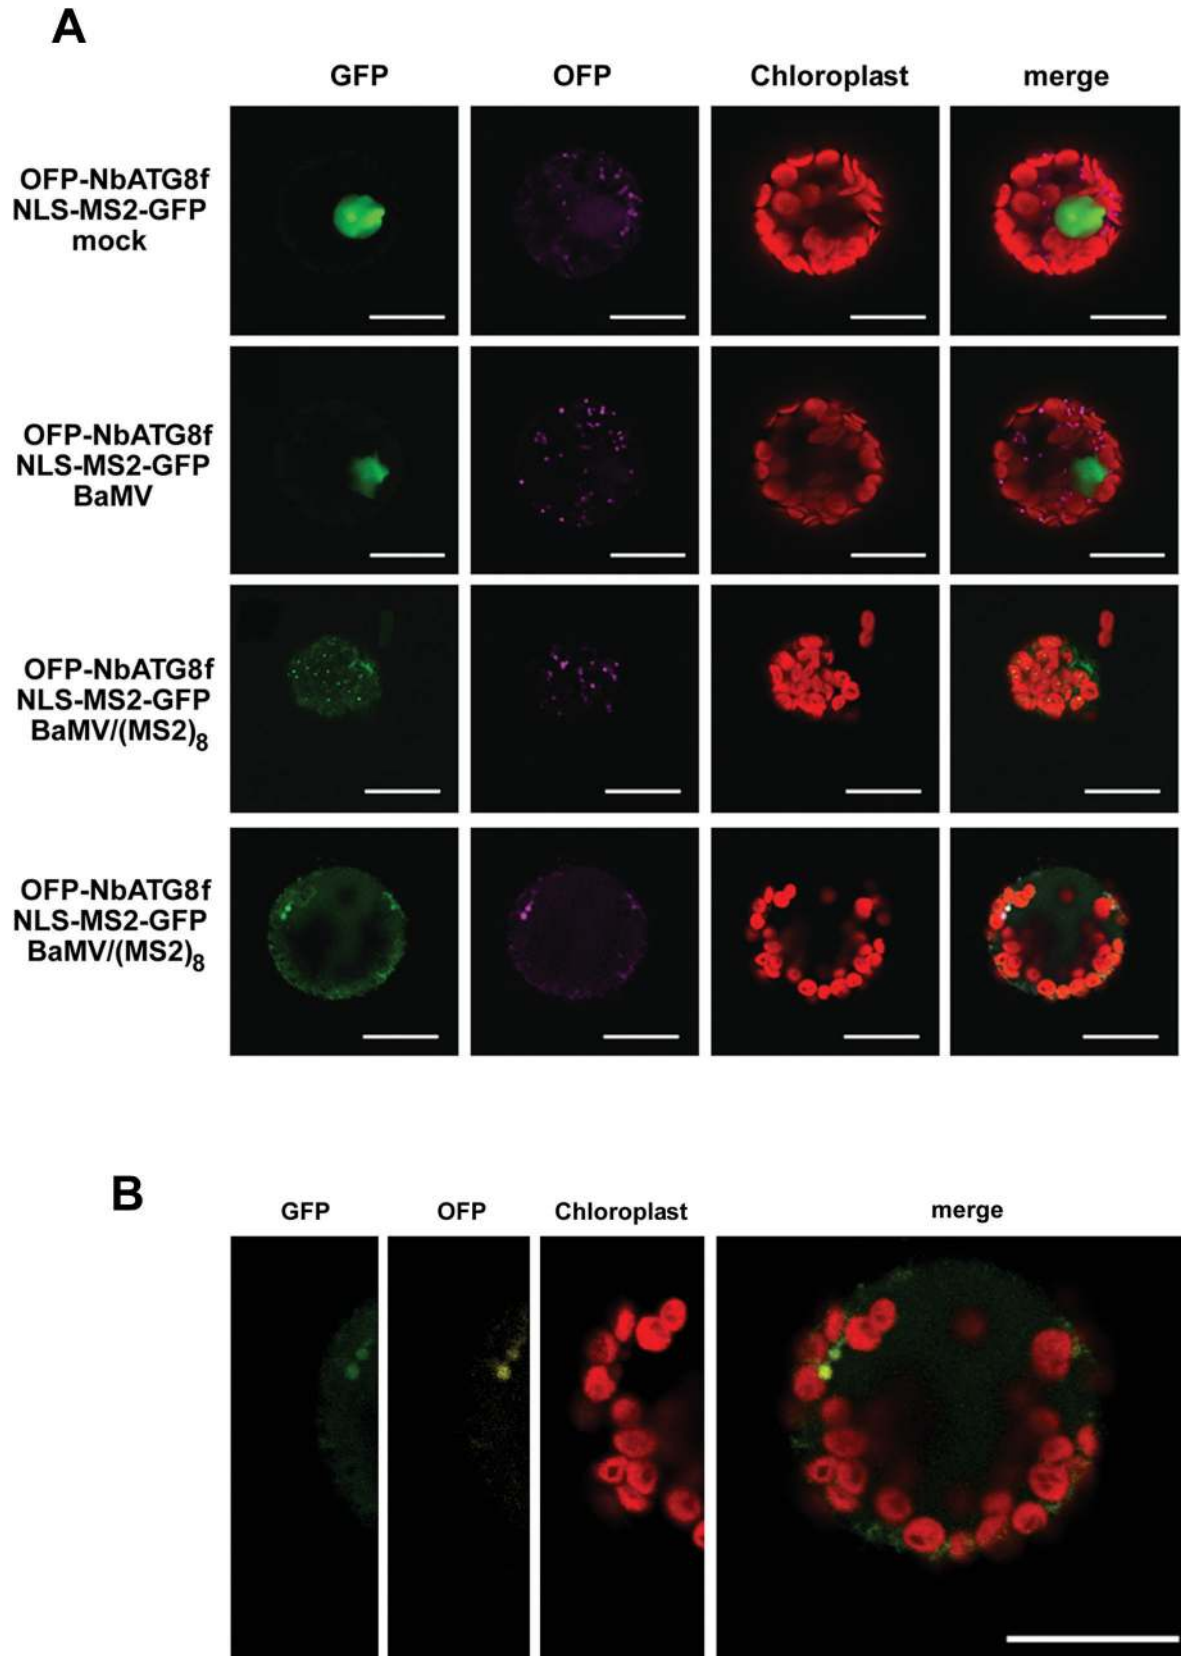 A
GFP OFP Chloroplast merge
OFP-NbATG8f
NLS-MS2-GFP
mock
OFP-NbATG8f
NLS-MS2-GFP
BaMV
OFP-NbATG8f
NLS-MS2-GFP
BaMV/(MS2)8
OFP-NbATG8f
NLS-MS2-GFP
BaMV/(MS2)8
B
GFP OFP Chloroplast merge